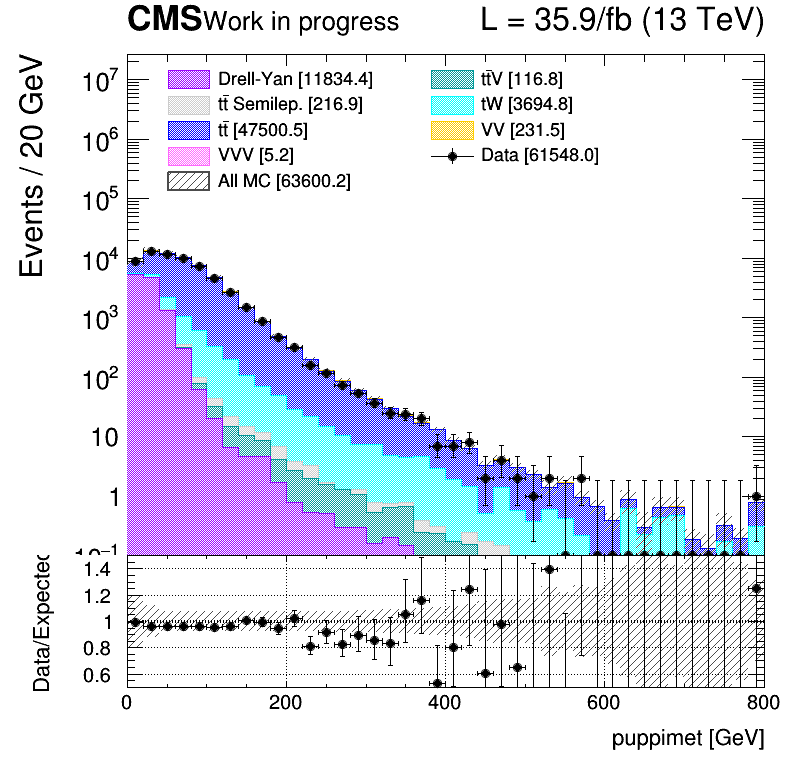 CMS Work in progress L = 35.9/fb (13 TeV)
Events / 20 GeV
10⁷
10⁶
10⁵
10⁴
10³
10²
10
1
10⁻¹
Drell-Yan [11834.4]
tt̄ Semilep. [216.9]
tt̄ [47500.5]
VVV [5.2]
All MC [63600.2]
tt̄V [116.8]
tW [3694.8]
VV [231.5]
Data [61548.0]
Data/Expected
1.4
1.2
1
0.8
0.6
0 200 400 600 800
puppimet [GeV]